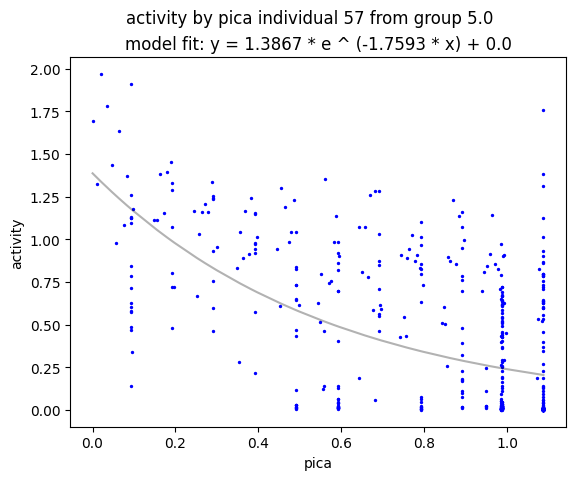 activity by pica individual 57 from group 5.0
model fit: y = 1.3867 * e ^ (-1.7593 * x) + 0.0
2.00
1.75
1.50
1.25
1.00
0.75
0.50
0.25
0.00
activity
0.0 0.2 0.4 0.6 0.8 1.0
pica